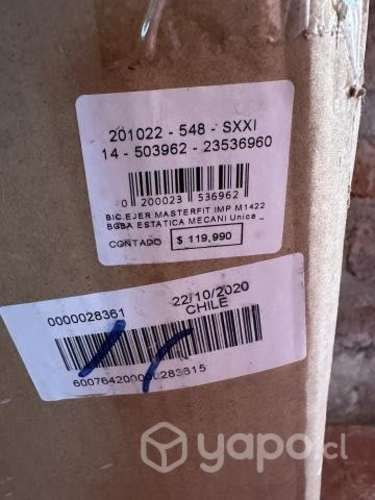 201022 - 548 - SXXI
14 - 503962 - 23536960
0 200023 536962
BIC.EJER MASTERFIT IMP M1422
BGBA ESTATICA MECANI Unica _
CONTADO $ 119,990
0000028361
22/10/2020
CHILE
yapo.cl